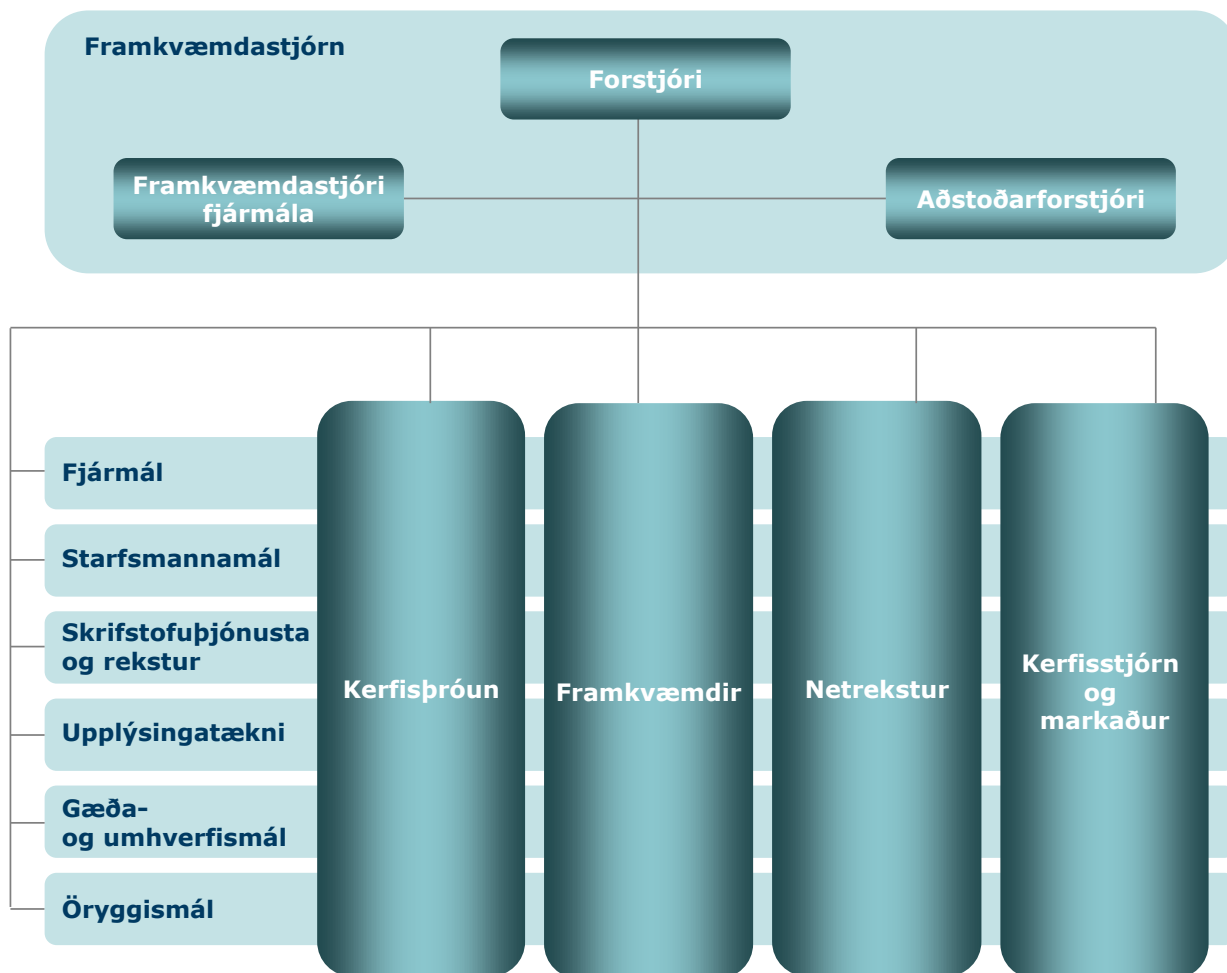 Framkvæmdastjórn
Forstjóri
Framkvæmdastjóri
fjármála
Aðstoðarforstjóri
Fjármál
Starfsmannamál
Skrifstofuþjónusta
og rekstur
Upplýsingatækni
Gæða-
og umhverfismál
Öryggismál
Kerfisþróun
Framkvæmdir
Netrekstur
Kerfisstjórn
og
markaður